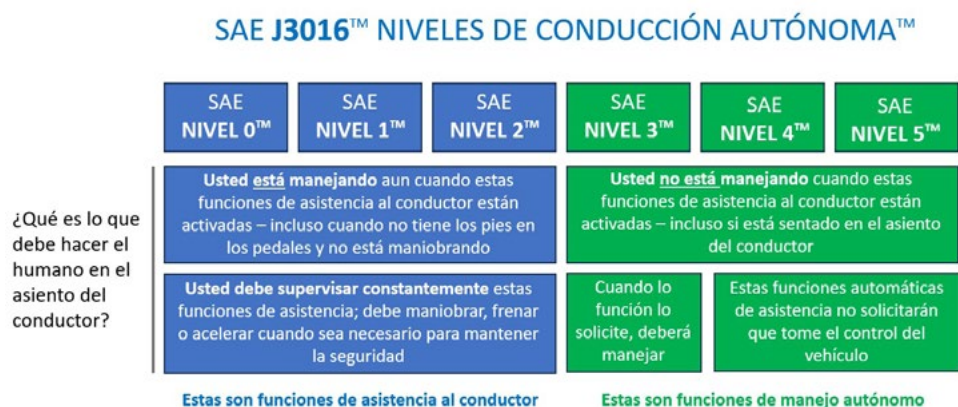 SAE J3016™ NIVELES DE CONDUCCIÓN AUTÓNOMA™
SAE
NIVEL 0™
SAE
NIVEL 1™
SAE
NIVEL 2™
SAE
NIVEL 3™
SAE
NIVEL 4™
SAE
NIVEL 5™
¿Qué es lo que
debe hacer el
humano en el
asiento del
conductor?
Usted está manejando aun cuando estas
funciones de asistencia al conductor están
activadas – incluso cuando no tiene los pies en
los pedales y no está maniobrando
Usted no está manejando cuando estas
funciones de asistencia al conductor están
activadas – incluso si está sentado en el asiento
del conductor
Usted debe supervisar constantemente estas
funciones de asistencia; debe maniobrar, frenar
o acelerar cuando sea necesario para mantener
la seguridad
Cuando lo
función lo
solicite, deberá
manejar
Estas funciones automáticas
de asistencia no solicitarán
que tome el control del
vehículo
Estas son funciones de asistencia al conductor
Estas son funciones de manejo autónomo